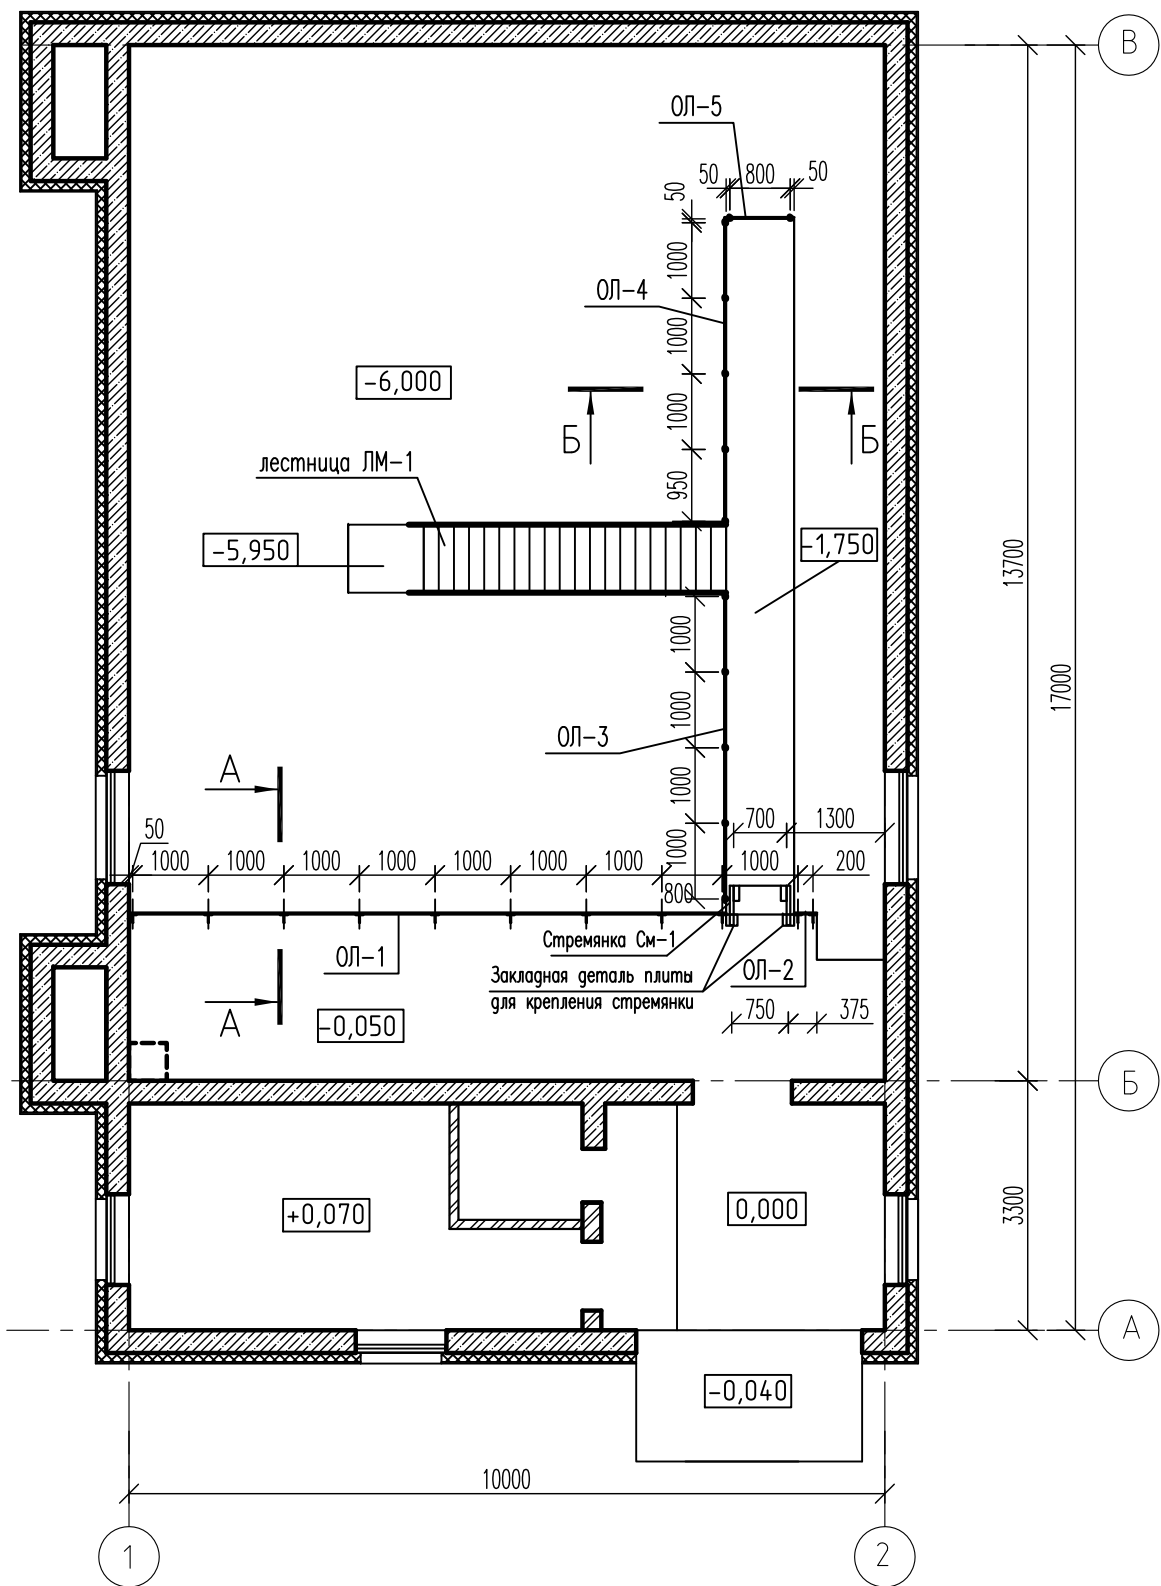 В
ОЛ-5
50
800
50
50
1000
ОЛ-4
1000
-6,000
1000
Б
Б
лестница ЛМ-1
950
-5,950
-1,750
13700
1000
17000
1000
ОЛ-3
А
1000
700
1300
50
1000
1000
1000
1000
1000
1000
1000
1000
1000
200
800
Стремянка См-1
ОЛ-1
Закладная деталь плиты
для крепления стремянки
ОЛ-2
А
-0,050
750
375
Б
+0,070
0,000
3300
А
-0,040
10000
1
2